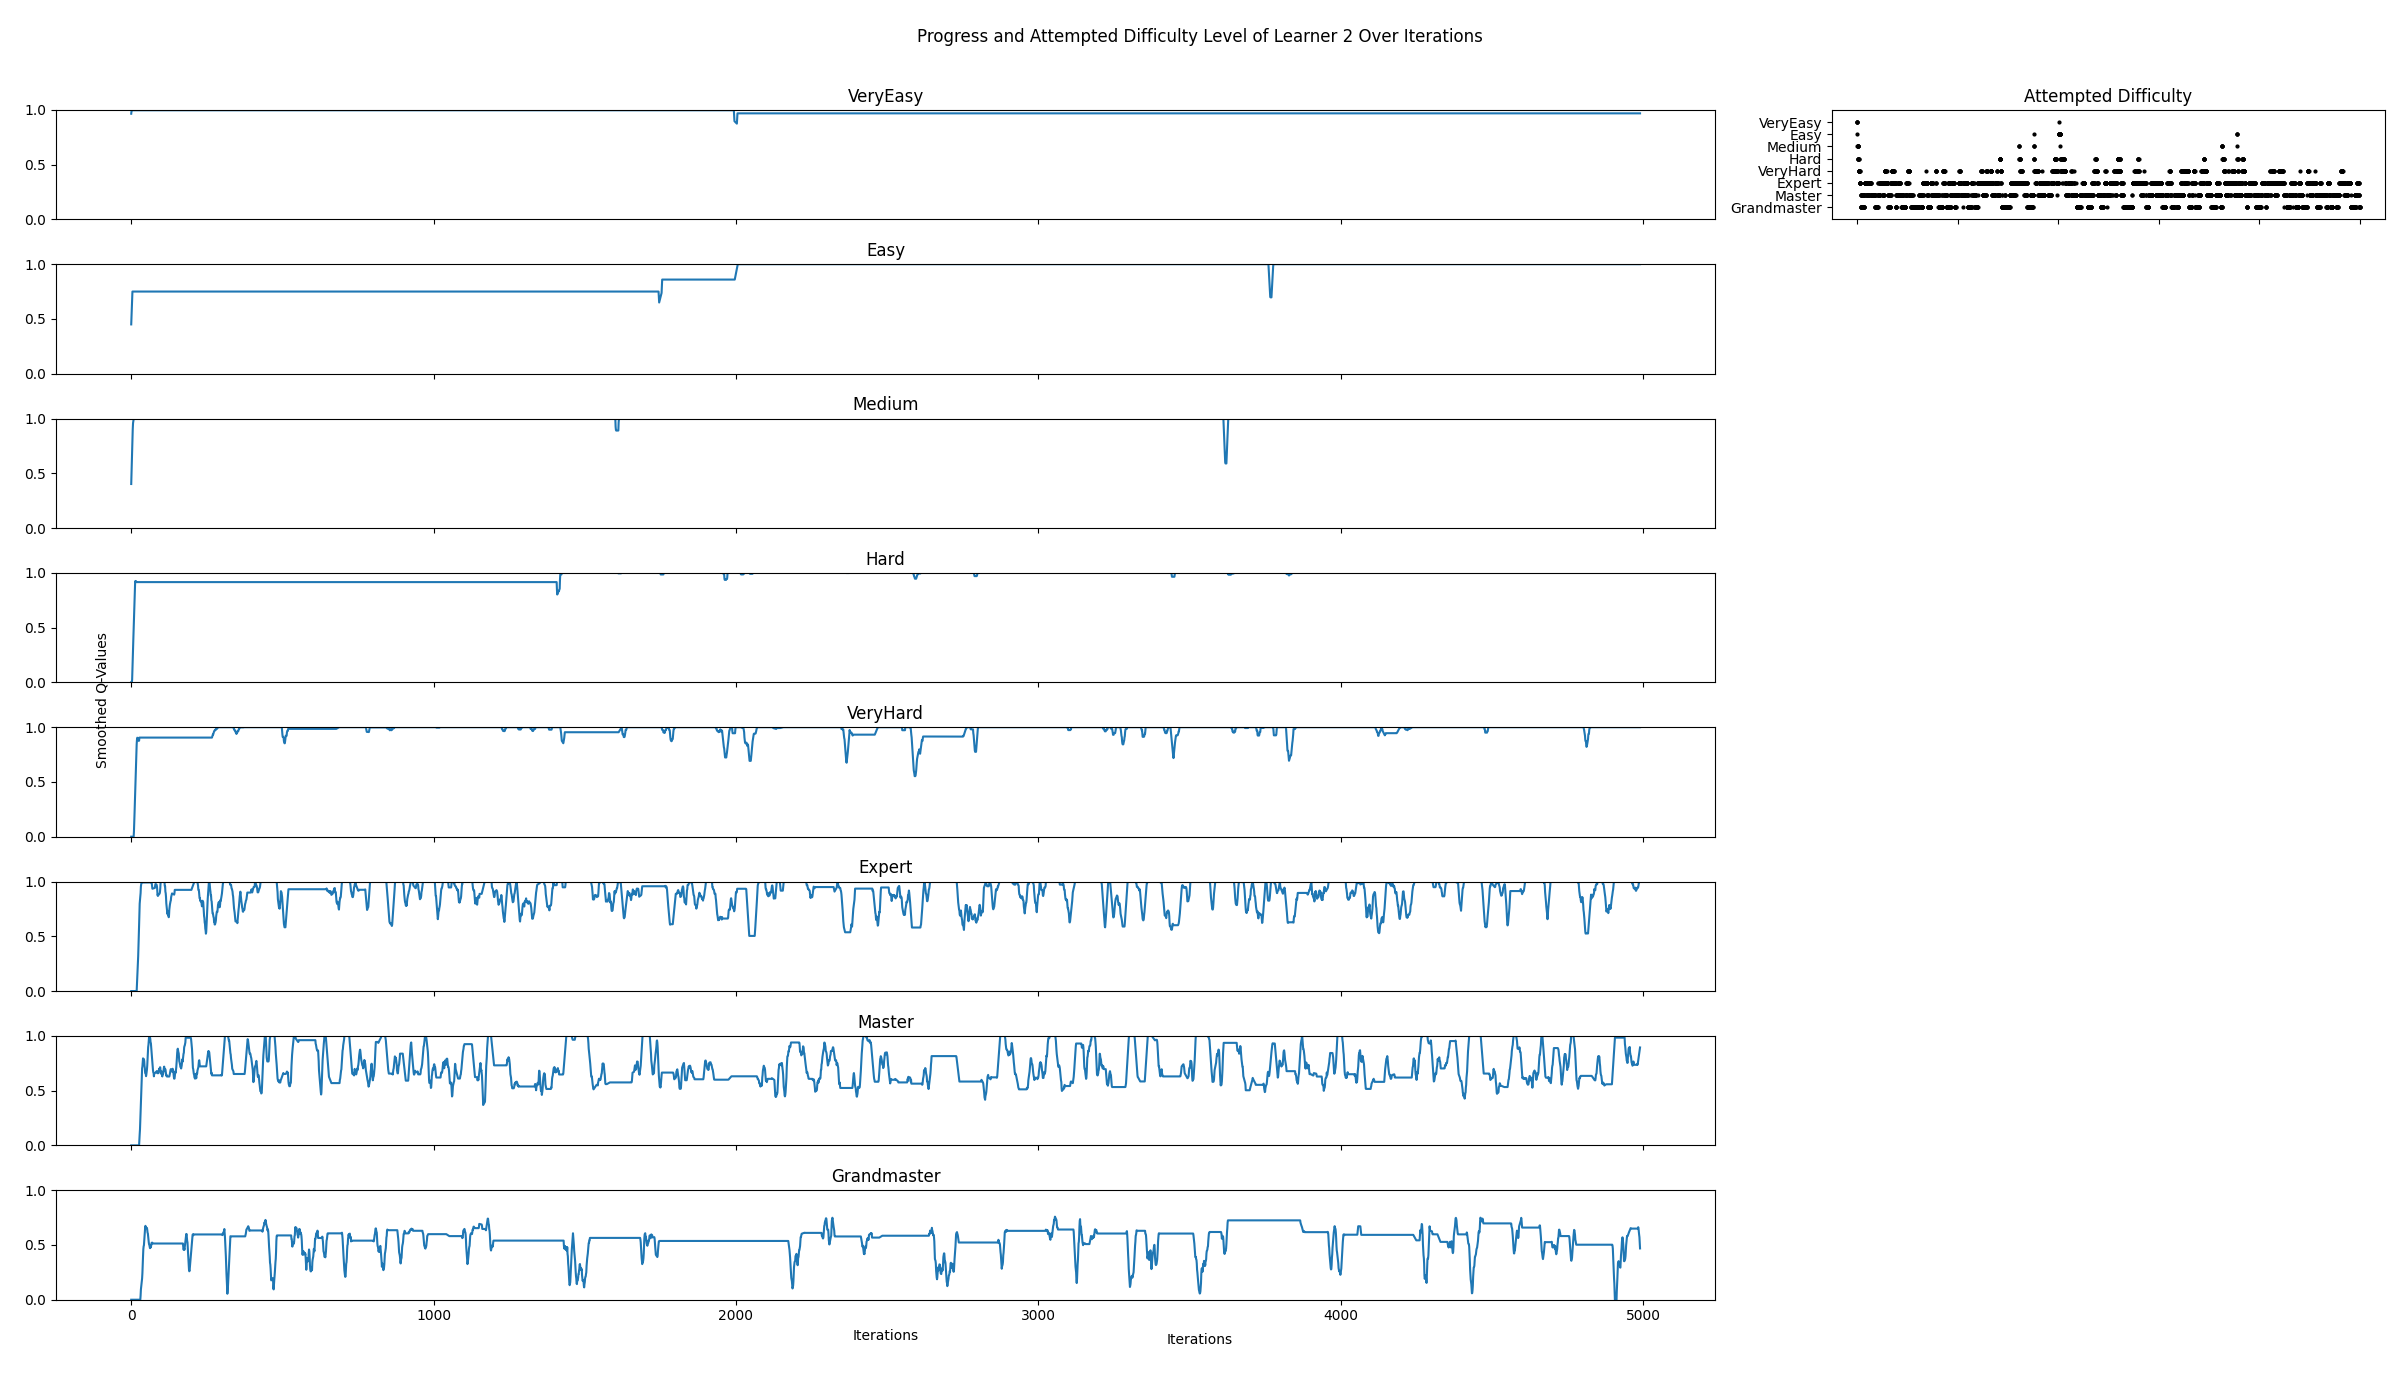 Progress and Attempted Difficulty Level of Learner 2 Over Iterations
VeryEasy
1.0
0.5
0.0
Attempted Difficulty
VeryEasy
Easy
Medium
Hard
VeryHard
Expert
Master
Grandmaster
Easy
1.0
0.5
0.0
Medium
1.0
0.5
0.0
Hard
1.0
0.5
0.0
Smoothed Q-Values
VeryHard
1.0
0.5
0.0
Expert
1.0
0.5
0.0
Master
1.0
0.5
0.0
Grandmaster
1.0
0.5
0.0
0 1000 2000 3000 4000 5000
Iterations
Iterations